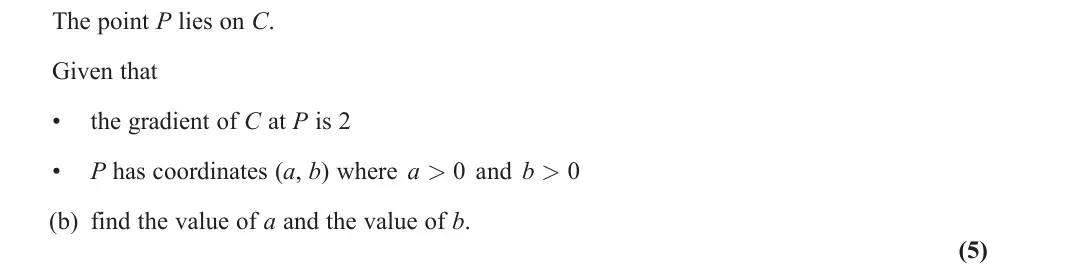 The point P lies on C.
Given that
• the gradient of C at P is 2
• P has coordinates (a, b) where a > 0 and b > 0
(b) find the value of a and the value of b.
(5)